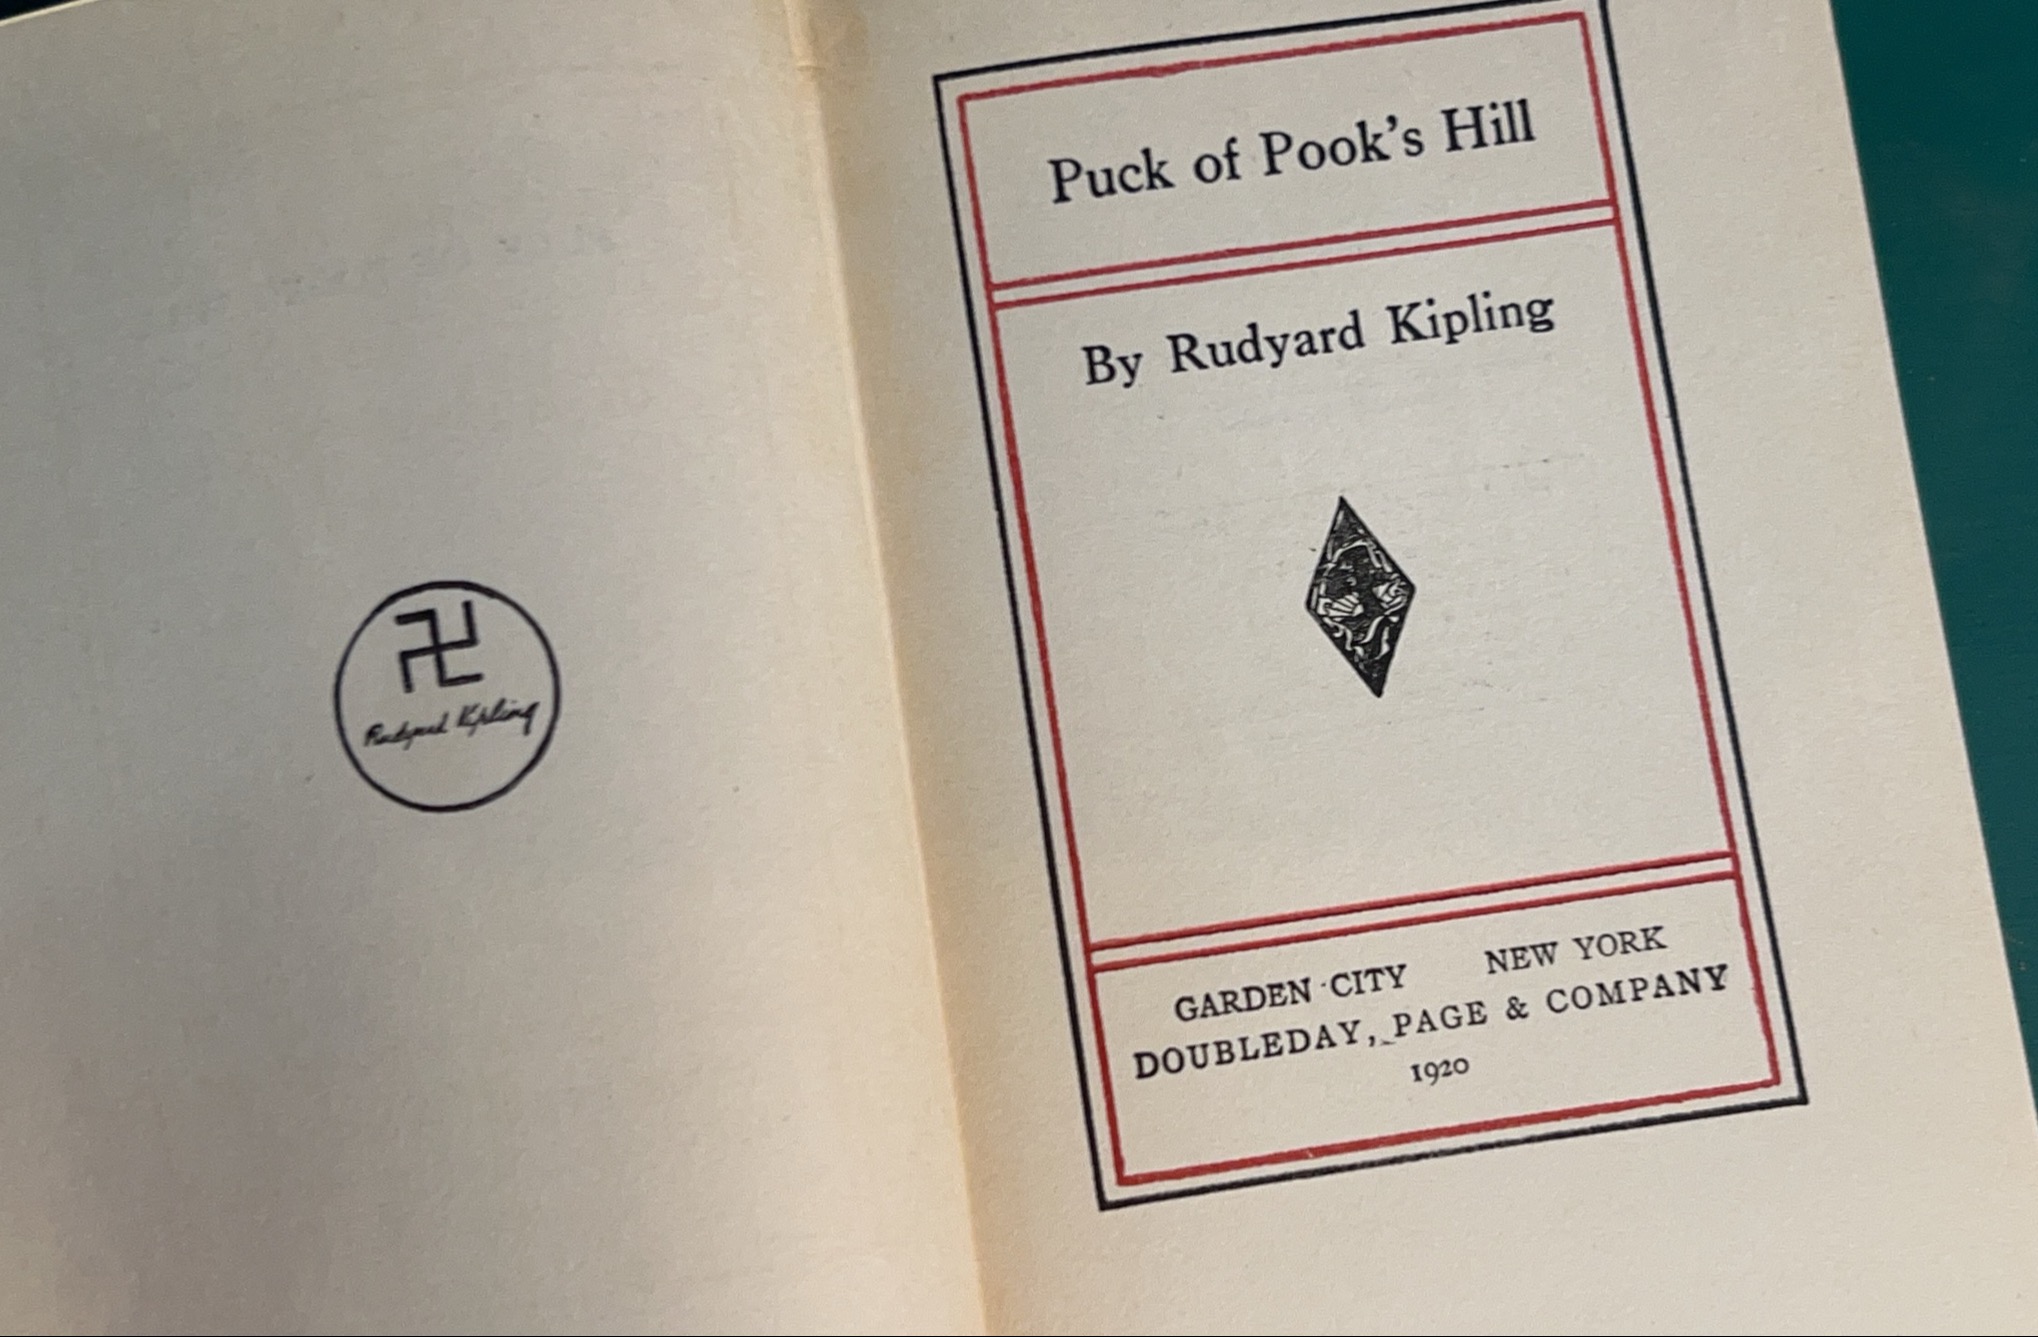 Rudyard Kipling
Puck of Pook's Hill
By Rudyard Kipling
GARDEN CITY NEW YORK
DOUBLEDAY, PAGE & COMPANY
1920